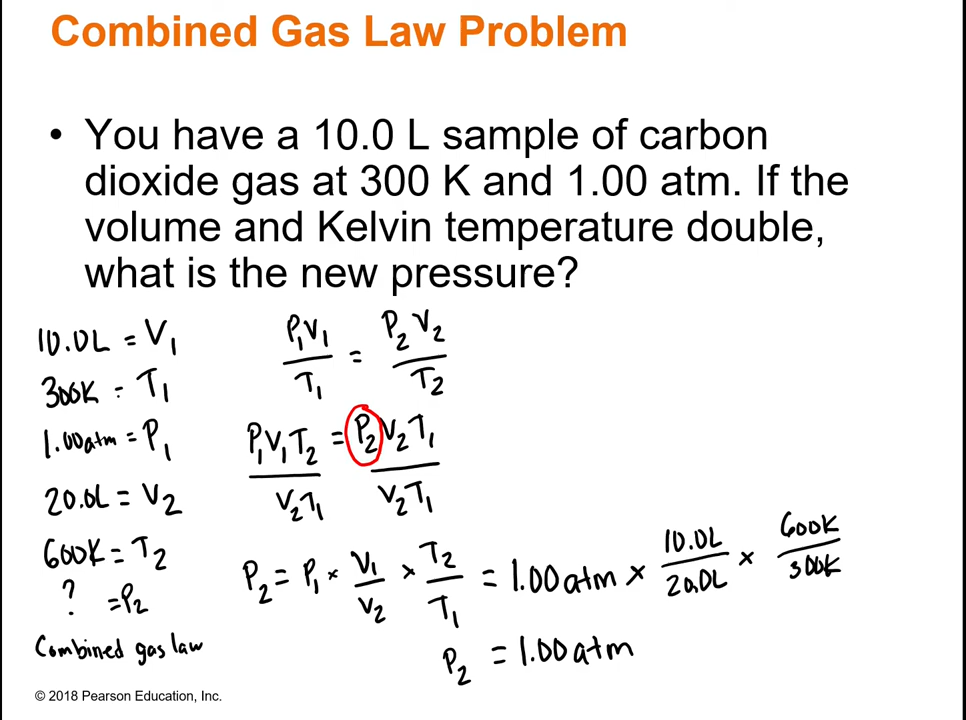 Combined Gas Law Problem
• You have a 10.0 L sample of carbon
dioxide gas at 300 K and 1.00 atm. If the
volume and Kelvin temperature double,
what is the new pressure?
10.0L = V₁
300K = T₁
1.00atm = P₁
20.0L = V₂
600K = T₂
? = P₂
Combined gas law
P₁V₁/T₁ = P₂V₂/T₂
P₁V₁T₂/V₂T₁ = P₂V₂T₁/V₂T₁
P₂ = P₁ × V₁/V₂ × T₂/T₁ = 1.00atm × 10.0L/20.0L × 600K/300K
P₂ = 1.00atm
© 2018 Pearson Education, Inc.